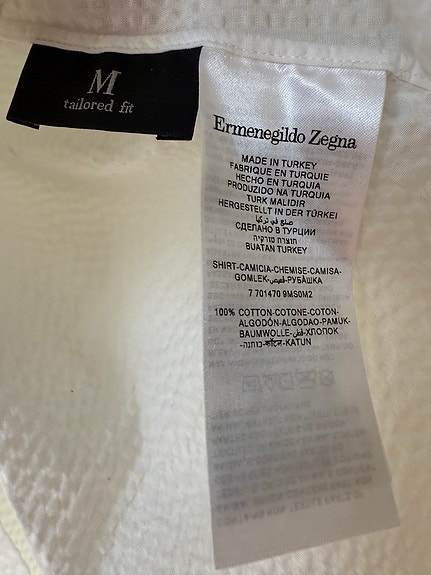 M
tailored fit
Ermenegildo Zegna
MADE IN TURKEY
FABRIQUE EN TURQUIE
HECHO EN TURQUIA
PRODUZIDO NA TURQUIA
TURK MALIDIR
HERGESTELLT IN DER TÜRKEI
صنع في تركيا
СДЕЛАНО В ТУРЦИИ
תוצרת טורקיה
BUATAN TURKEY
SHIRT-CAMICIA-CHEMISE-CAMISA-
GOMLEK-قميص-РУБАШКА
7 701470 9MS0M2
100% COTTON-COTONE-COTON-
ALGODÓN-ALGODAO-PAMUK-
BAUMWOLLE-قطن-ХЛОПОК
-כותנה-कॉटन-KATUN